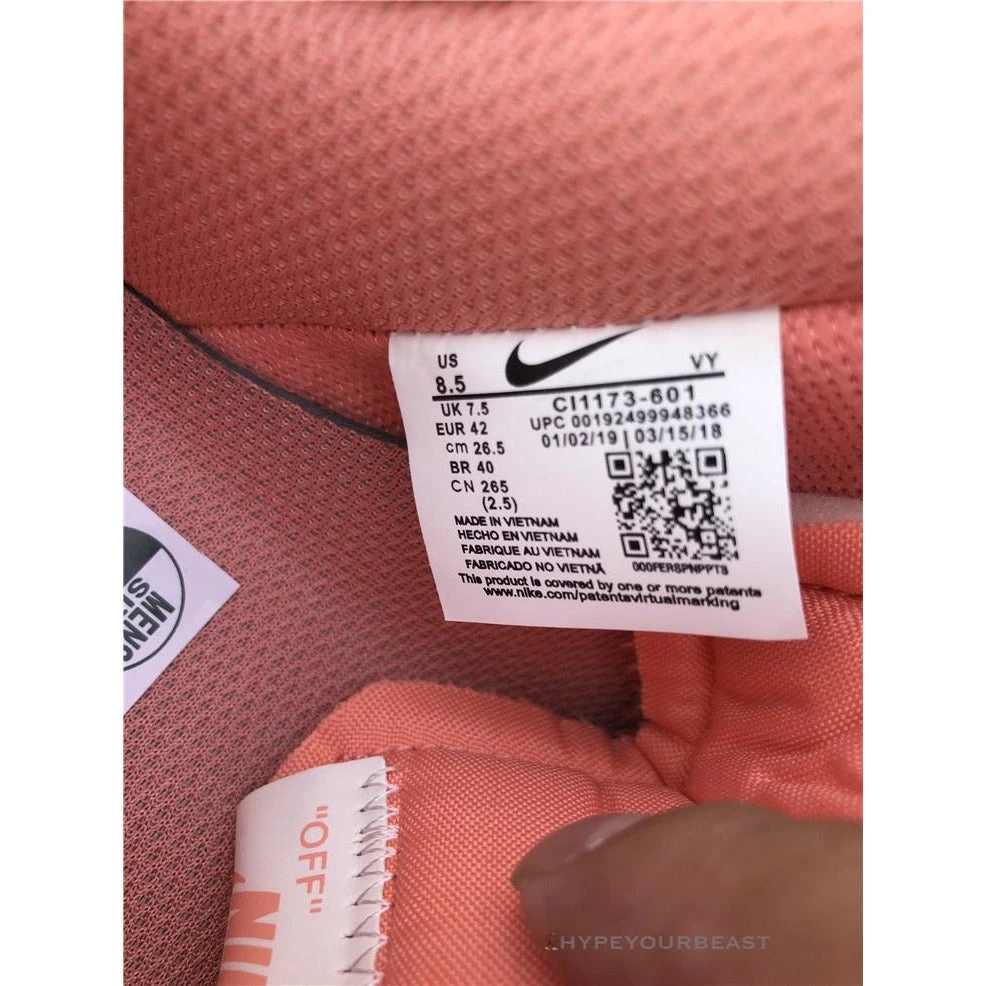 US
8.5
VY
CI1173-601
UK 7.5
UPC 00192499948366
EUR 42
01/02/19 | 03/15/18
cm 26.5
BR 40
CN 265
(2.5)
MADE IN VIETNAM
HECHO EN VIETNAM
FABRIQUE AU VIETNAM
FABRICADO NO VIETNÃ
000FERSPNPPT8
This product is covered by one or more patents
www.nike.com/patentsvirtualmarking
"OFF"
HYPEYOURBEAST